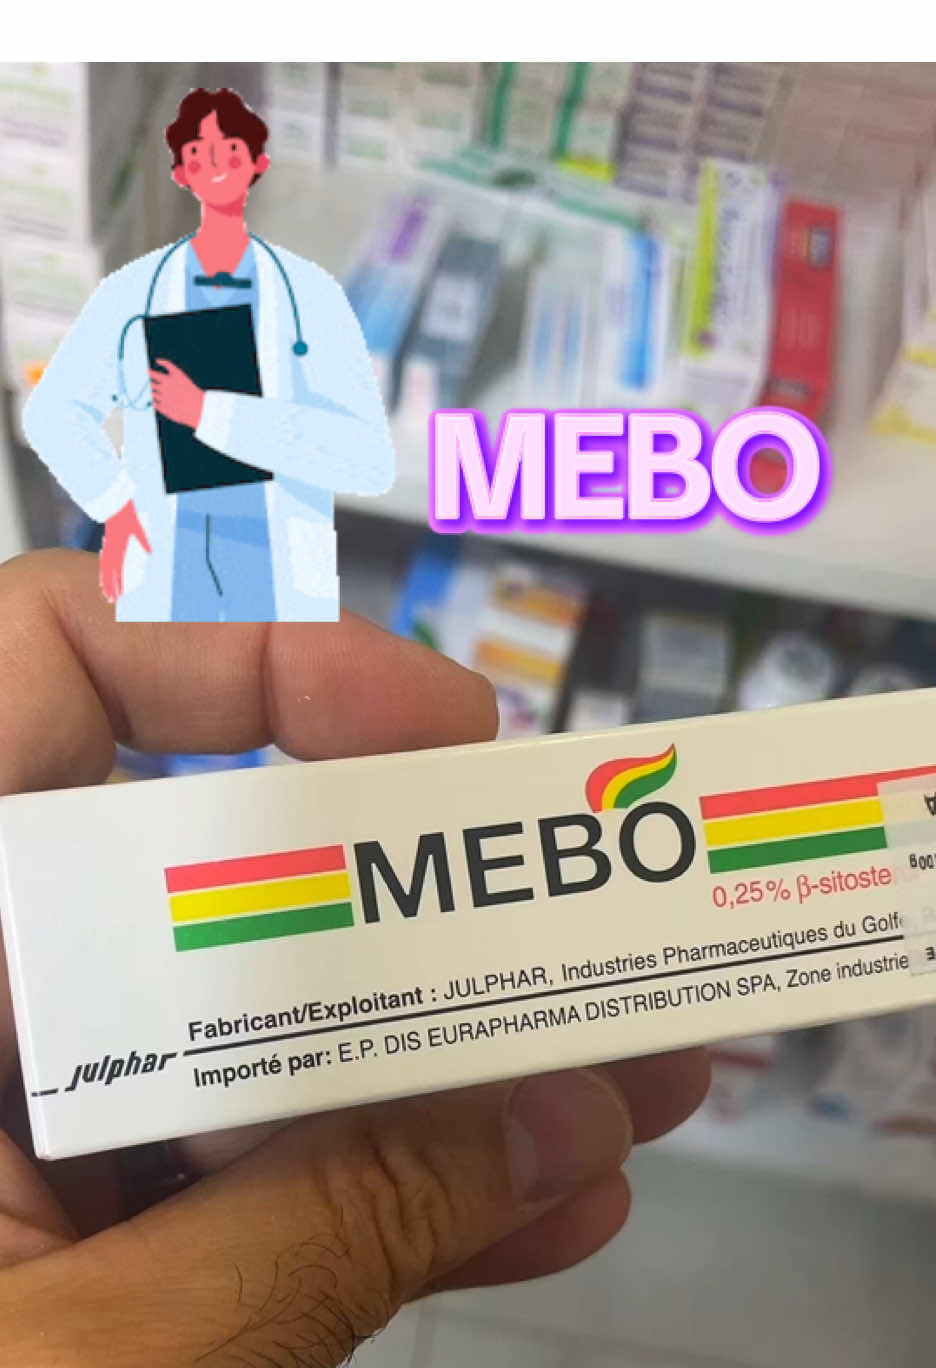 MEBO
MEBO
0,25% β-sitoste
Fabricant/Exploitant : JULPHAR, Industries Pharmaceutiques du Golfe,
julphar
Importé par: E.P. DIS EURAPHARMA DISTRIBUTION SPA, Zone industrie